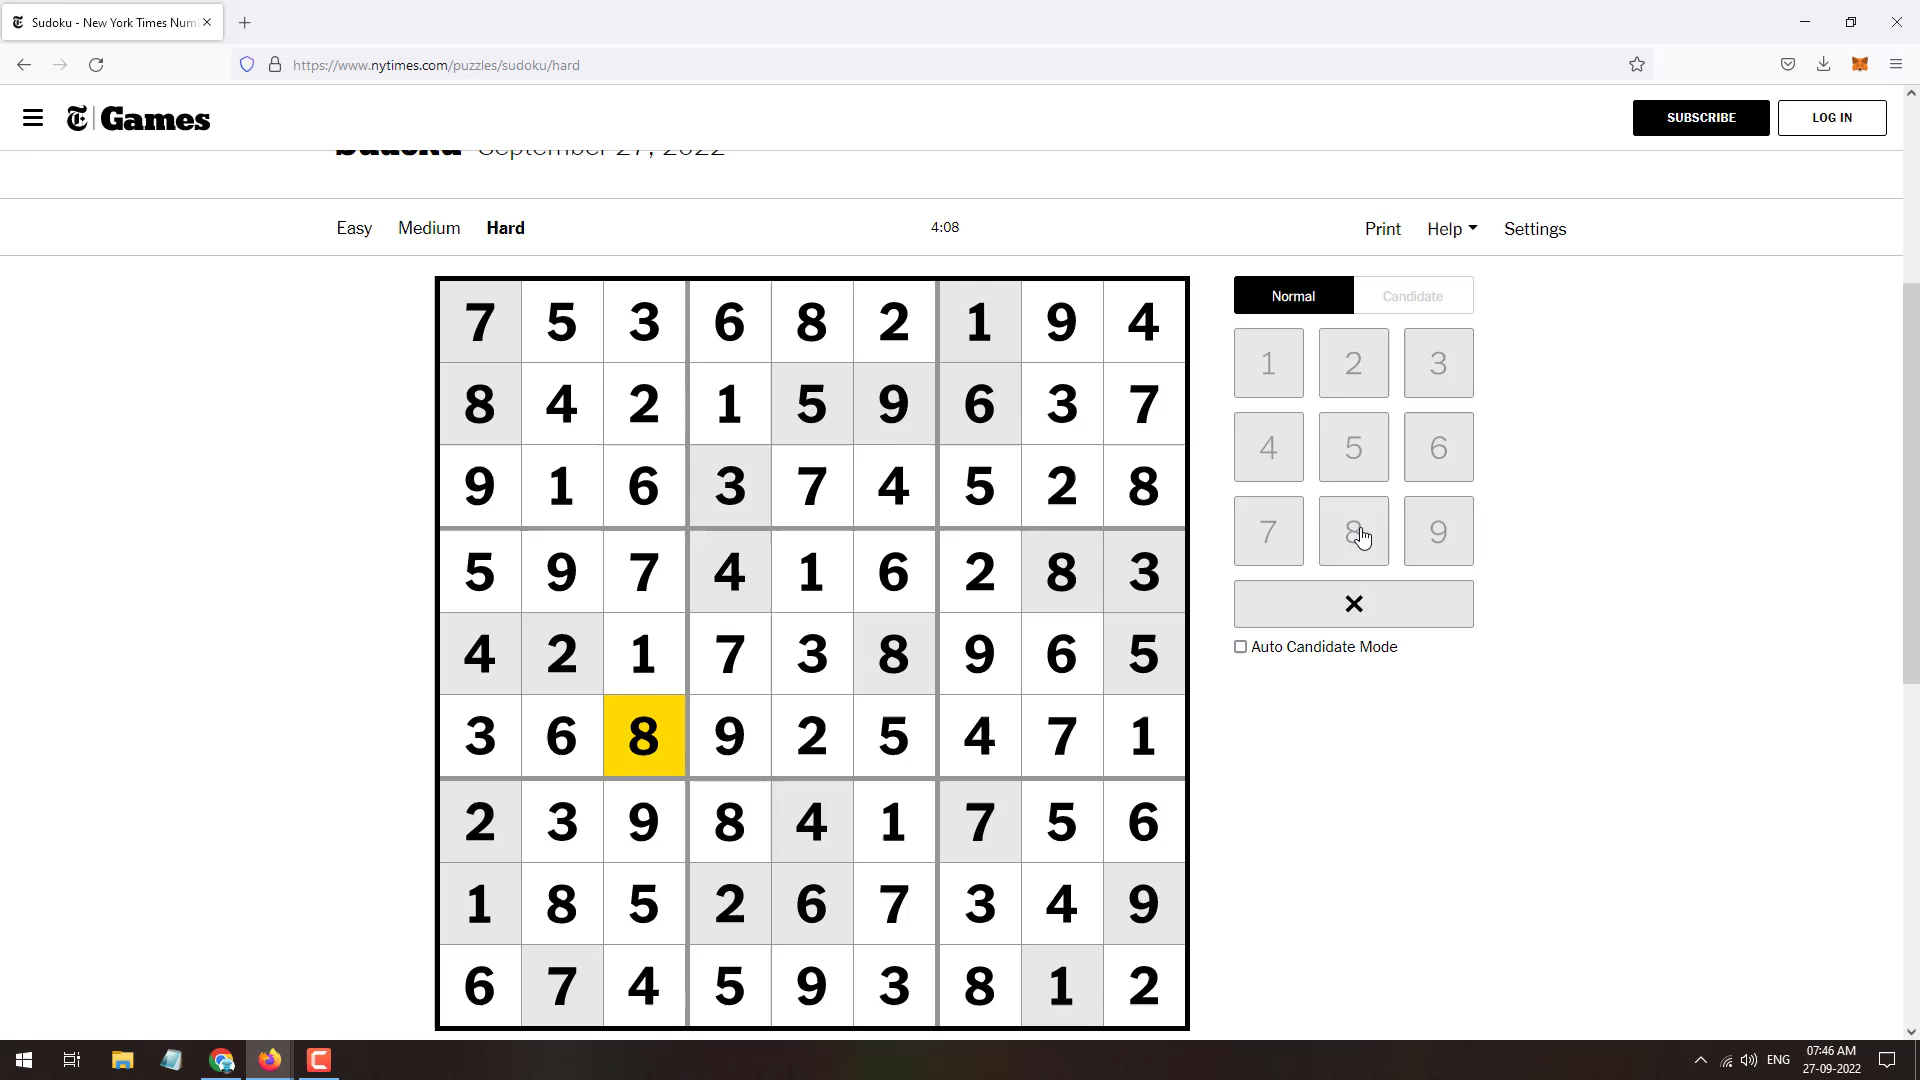 Sudoku - New York Times Num
https://www.nytimes.com/puzzles/sudoku/hard
Games
SUBSCRIBE
LOG IN
Sudoku September 27, 2022
Easy Medium Hard
4:08
Print Help Settings
7 5 3 6 8 2 1 9 4
8 4 2 1 5 9 6 3 7
9 1 6 3 7 4 5 2 8
5 9 7 4 1 6 2 8 3
4 2 1 7 3 8 9 6 5
3 6 8 9 2 5 4 7 1
2 3 9 8 4 1 7 5 6
1 8 5 2 6 7 3 4 9
6 7 4 5 9 3 8 1 2
Normal Candidate
1 2 3
4 5 6
7 8 9
Auto Candidate Mode
ENG
07:46 AM
27-09-2022